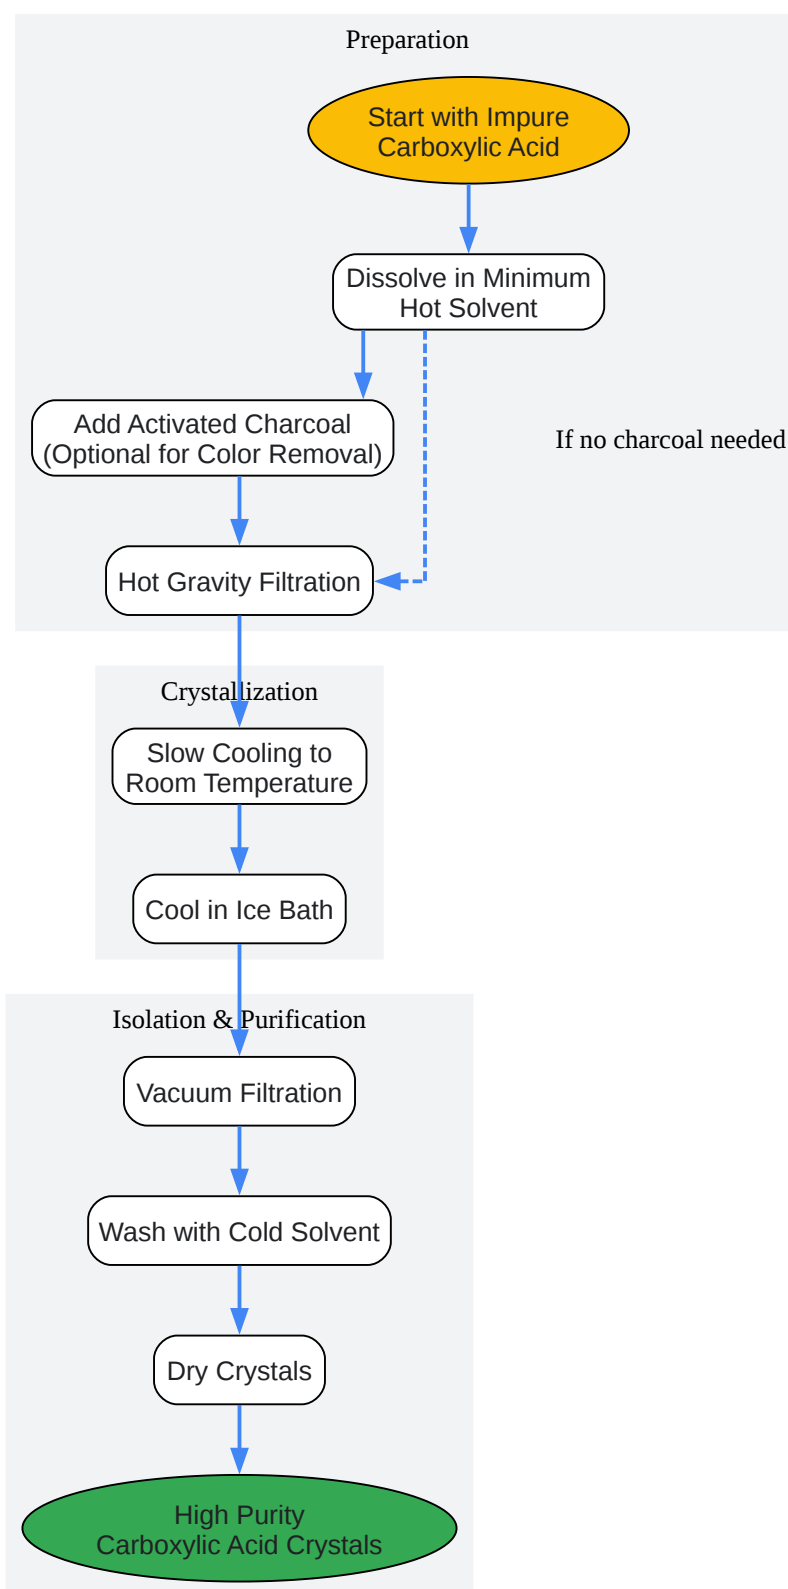 Preparation
Start with Impure
Carboxylic Acid
Dissolve in Minimum
Hot Solvent
Add Activated Charcoal
(Optional for Color Removal)
If no charcoal needed
Hot Gravity Filtration
Crystallization
Slow Cooling to
Room Temperature
Cool in Ice Bath
Isolation & Purification
Vacuum Filtration
Wash with Cold Solvent
Dry Crystals
High Purity
Carboxylic Acid Crystals